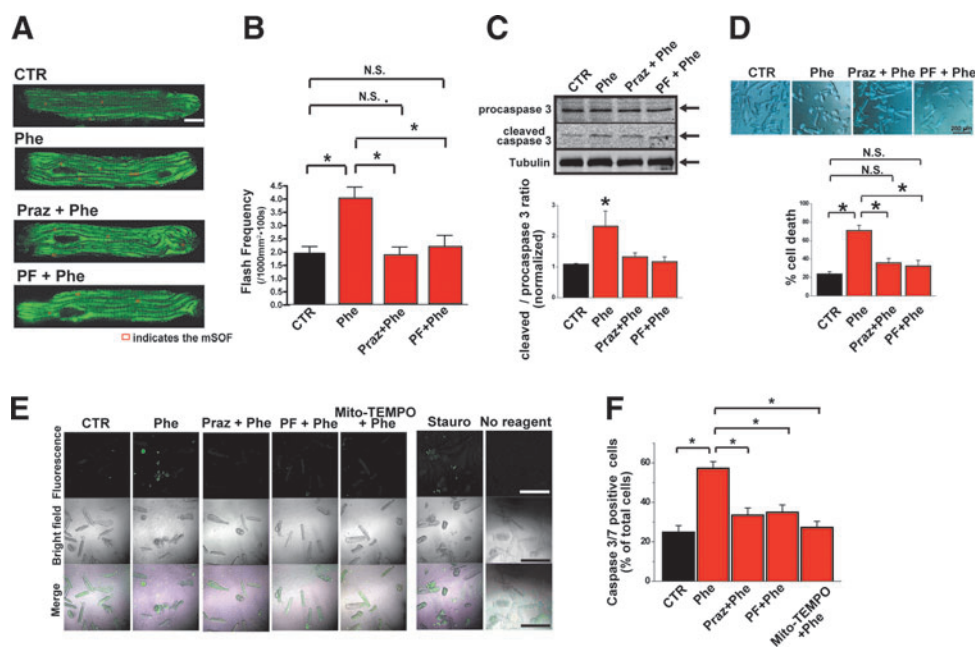 A
CTR
Phe
Praz + Phe
PF + Phe
indicates the mSOF
B
N.S.
N.S.
*
*
*
Flash Frequency
(/1000mm²·100s)
4.5
4.0
3.5
3.0
2.5
2.0
1.5
1.0
0.5
0.0
CTR
Phe
Praz+Phe
PF+Phe
C
CTR
Phe
Praz + Phe
PF + Phe
procaspase 3
cleaved
caspase 3
Tubulin
cleaved / procaspase 3 ratio
(normalized)
3
2
1
0
*
CTR
Phe
Praz+Phe
PF+Phe
D
CTR
Phe
Praz + Phe
PF + Phe
200 μm
N.S.
N.S.
*
*
*
% cell death
100
80
60
40
20
0
CTR
Phe
Praz+Phe
PF+Phe
E
CTR
Phe
Praz + Phe
PF + Phe
Mito-TEMPO
+ Phe
Stauro
No reagent
Fluorescence
Bright field
Merge
F
*
*
*
*
Caspase 3/7 positive cells
(% of total cells)
60
40
20
0
CTR
Phe
Praz+Phe
PF+Phe
Mito-TEMPO
+Phe